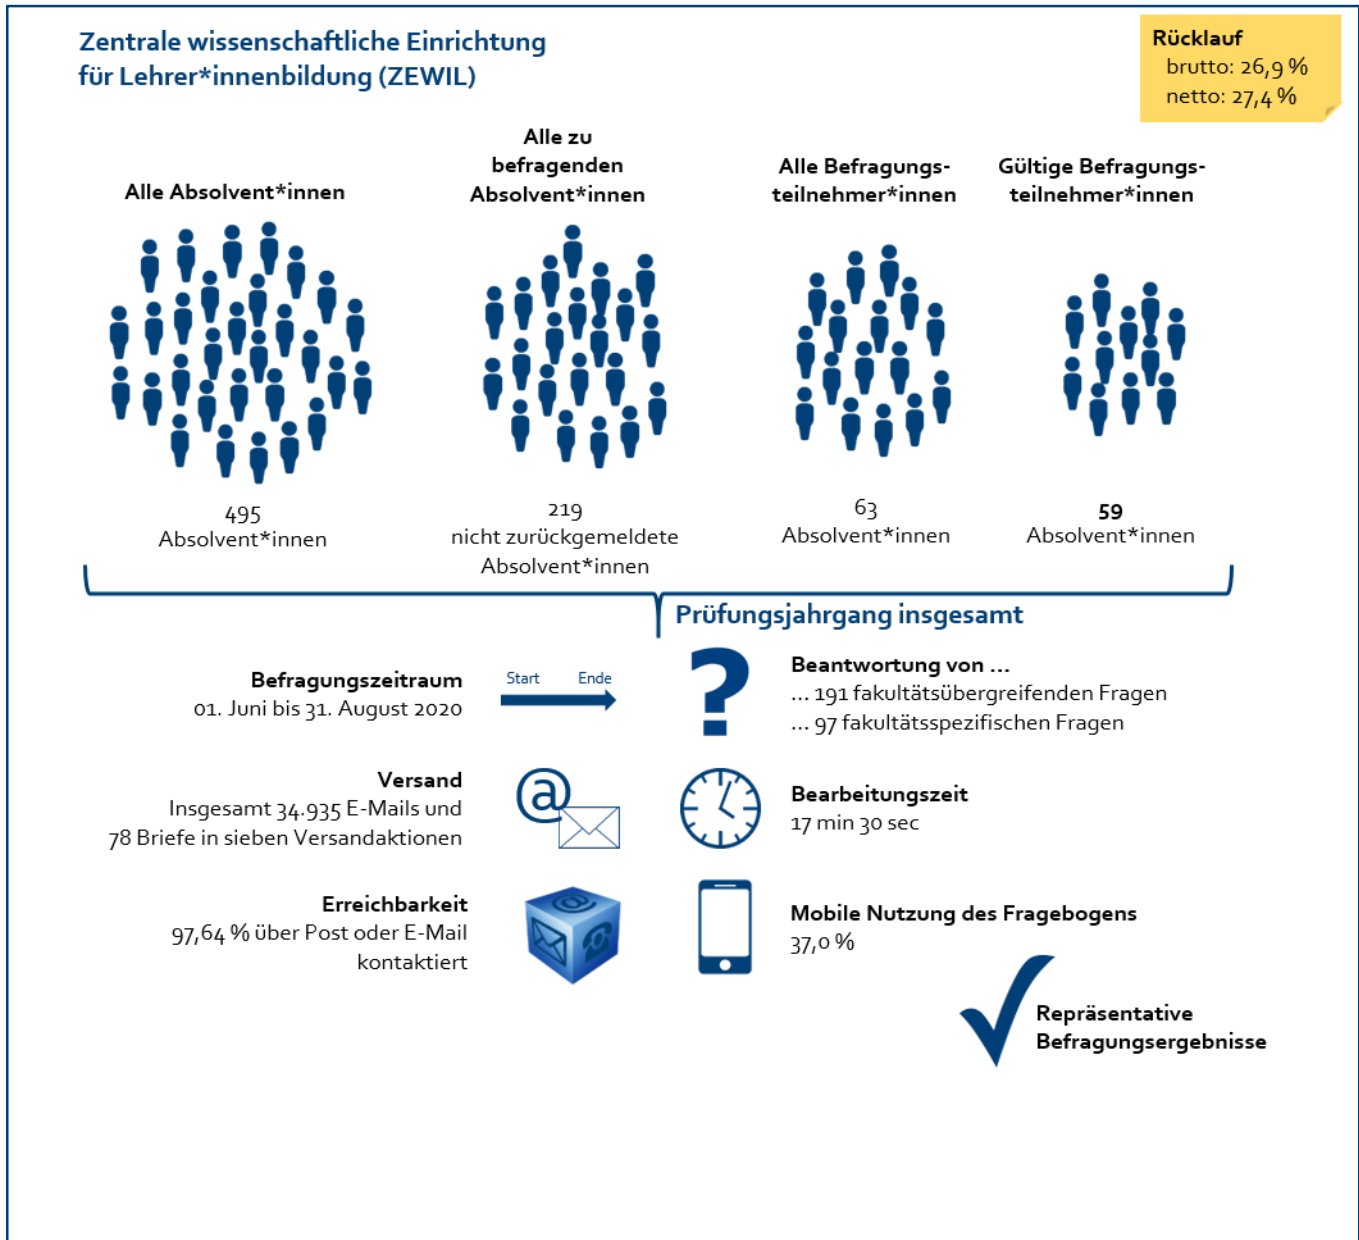 Zentrale wissenschaftliche Einrichtung
für Lehrer*innenbildung (ZEWIL)
Rücklauf
brutto: 26,9 %
netto: 27,4 %
Alle Absolvent*innen
Alle zu
befragenden
Absolvent*innen
Alle Befragungs-
teilnehmer*innen
Gültige Befragungs-
teilnehmer*innen
495
Absolvent*innen
219
nicht zurückgemeldete
Absolvent*innen
63
Absolvent*innen
59
Absolvent*innen
Prüfungsjahrgang insgesamt
Befragungszeitraum
01. Juni bis 31. August 2020
Start Ende
?
Beantwortung von ...
... 191 fakultätsübergreifenden Fragen
... 97 fakultätsspezifischen Fragen
Versand
Insgesamt 34.935 E-Mails und
78 Briefe in sieben Versandaktionen
@
Bearbeitungszeit
17 min 30 sec
Erreichbarkeit
97,64 % über Post oder E-Mail
kontaktiert
@
Mobile Nutzung des Fragebogens
37,0 %
Repräsentative
Befragungsergebnisse